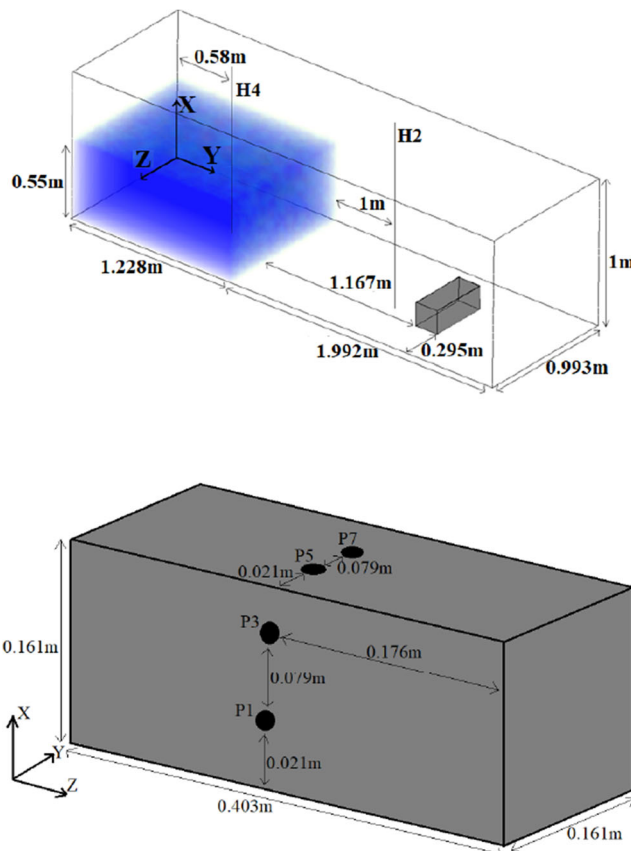 0.58m
H4
X
H2
Z
Y
0.55m
1m
1.228m
1.167m
1m
1.992m
0.295m
0.993m
P7
P5
0.021m
0.079m
P3
0.161m
0.176m
0.079m
P1
X
0.021m
Y
Z
0.403m
0.161m